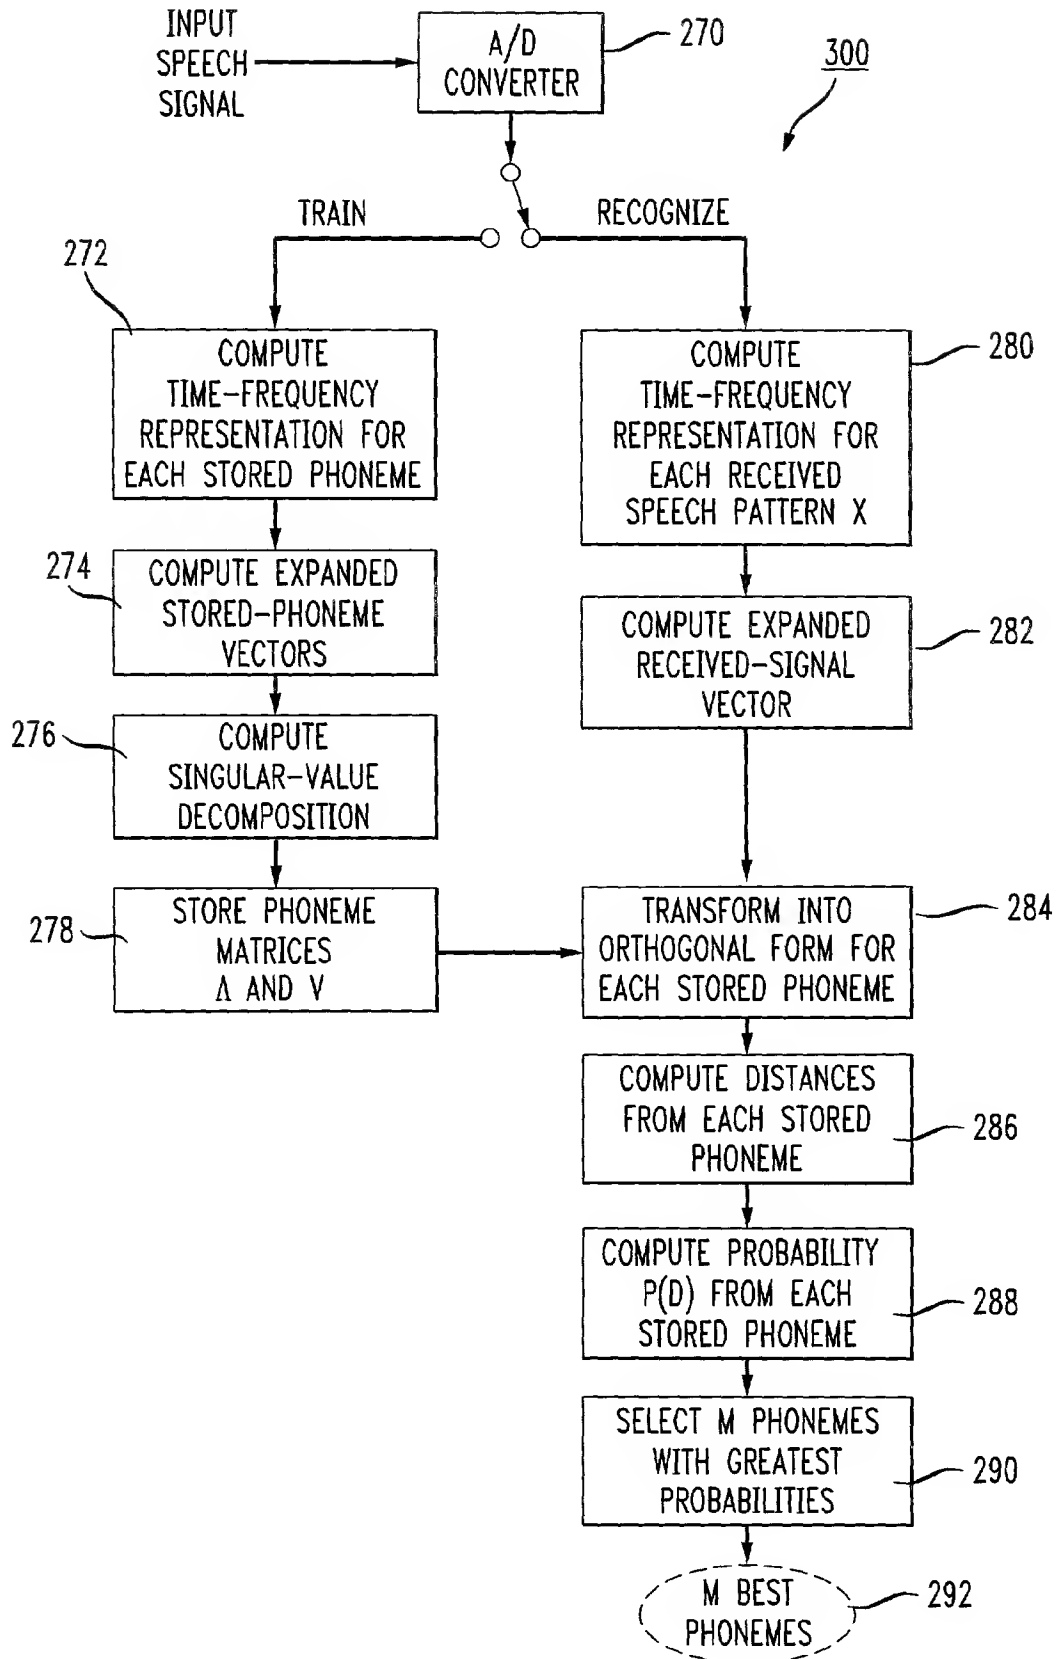 INPUT
SPEECH
SIGNAL
A/D
CONVERTER
270
300
TRAIN
RECOGNIZE
272
COMPUTE
TIME-FREQUENCY
REPRESENTATION FOR
EACH STORED PHONEME
280
COMPUTE
TIME-FREQUENCY
REPRESENTATION FOR
EACH RECEIVED
SPEECH PATTERN X
274
COMPUTE EXPANDED
STORED-PHONEME
VECTORS
282
COMPUTE EXPANDED
RECEIVED-SIGNAL
VECTOR
276
COMPUTE
SINGULAR-VALUE
DECOMPOSITION
278
STORE PHONEME
MATRICES
Λ AND V
284
TRANSFORM INTO
ORTHOGONAL FORM FOR
EACH STORED PHONEME
COMPUTE DISTANCES
FROM EACH STORED
PHONEME
286
COMPUTE PROBABILITY
P(D) FROM EACH
STORED PHONEME
288
SELECT M PHONEMES
WITH GREATEST
PROBABILITIES
290
M BEST
PHONEMES
292